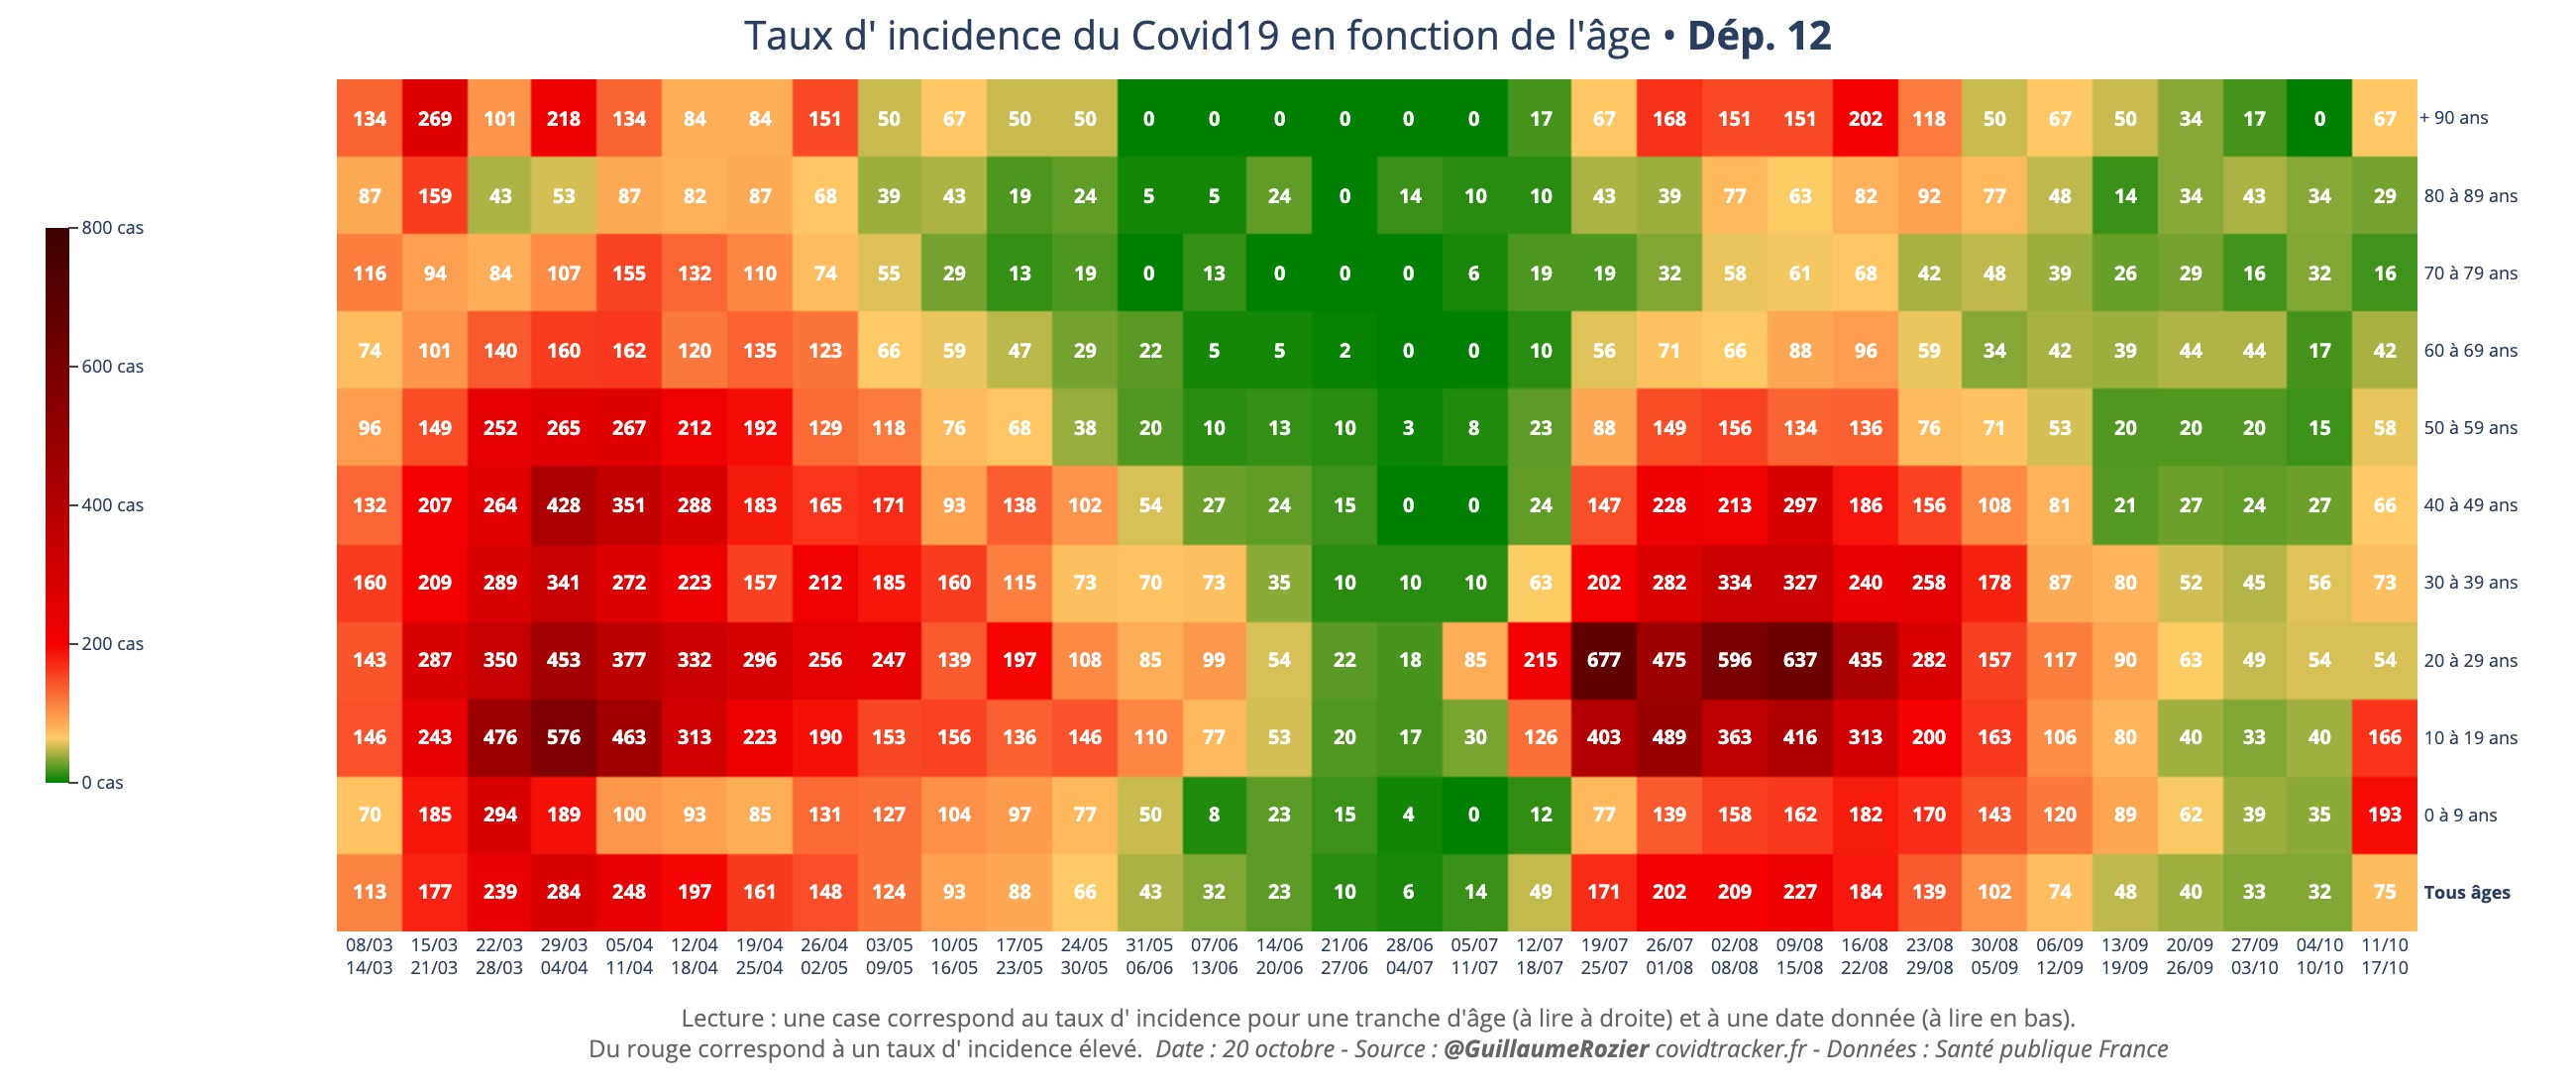 Taux d' incidence du Covid19 en fonction de l'âge • Dép. 12
134 269 101 218 134 84 84 151 50 67 50 50 0 0 0 0 0 0 17 67 168 151 151 202 118 50 67 50 34 17 0 67 + 90 ans
87 159 43 53 87 82 87 68 39 43 19 24 5 5 24 0 14 10 10 43 39 77 63 82 92 77 48 14 34 43 34 29 80 à 89 ans
800 cas
116 94 84 107 155 132 110 74 55 29 13 19 0 13 0 0 0 6 19 19 32 58 61 68 42 48 39 26 29 16 32 16 70 à 79 ans
74 101 140 160 162 120 135 123 66 59 47 29 22 5 5 2 0 0 10 56 71 66 88 96 59 34 42 39 44 44 17 42 60 à 69 ans
600 cas
96 149 252 265 267 212 192 129 118 76 68 38 20 10 13 10 3 8 23 88 149 156 134 136 76 71 53 20 20 20 15 58 50 à 59 ans
400 cas
132 207 264 428 351 288 183 165 171 93 138 102 54 27 24 15 0 0 24 147 228 213 297 186 156 108 81 21 27 24 27 66 40 à 49 ans
160 209 289 341 272 223 157 212 185 160 115 73 70 73 35 10 10 10 63 202 282 334 327 240 258 178 87 80 52 45 56 73 30 à 39 ans
200 cas
143 287 350 453 377 332 296 256 247 139 197 108 85 99 54 22 18 85 215 677 475 596 637 435 282 157 117 90 63 49 54 54 20 à 29 ans
146 243 476 576 463 313 223 190 153 156 136 146 110 77 53 20 17 30 126 403 489 363 416 313 200 163 106 80 40 33 40 166 10 à 19 ans
0 cas
70 185 294 189 100 93 85 131 127 104 97 77 50 8 23 15 4 0 12 77 139 158 162 182 170 143 120 89 62 39 35 193 0 à 9 ans
113 177 239 284 248 197 161 148 124 93 88 66 43 32 23 10 6 14 49 171 202 209 227 184 139 102 74 48 40 33 32 75 Tous âges
08/03 15/03 22/03 29/03 05/04 12/04 19/04 26/04 03/05 10/05 17/05 24/05 31/05 07/06 14/06 21/06 28/06 05/07 12/07 19/07 26/07 02/08 09/08 16/08 23/08 30/08 06/09 13/09 20/09 27/09 04/10 11/10
14/03 21/03 28/03 04/04 11/04 18/04 25/04 02/05 09/05 16/05 23/05 30/05 06/06 13/06 20/06 27/06 04/07 11/07 18/07 25/07 01/08 08/08 15/08 22/08 29/08 05/09 12/09 19/09 26/09 03/10 10/10 17/10
Lecture : une case correspond au taux d' incidence pour une tranche d'âge (à lire à droite) et à une date donnée (à lire en bas).
Du rouge correspond à un taux d' incidence élevé. Date : 20 octobre - Source : @GuillaumeRozier covidtracker.fr - Données : Santé publique France